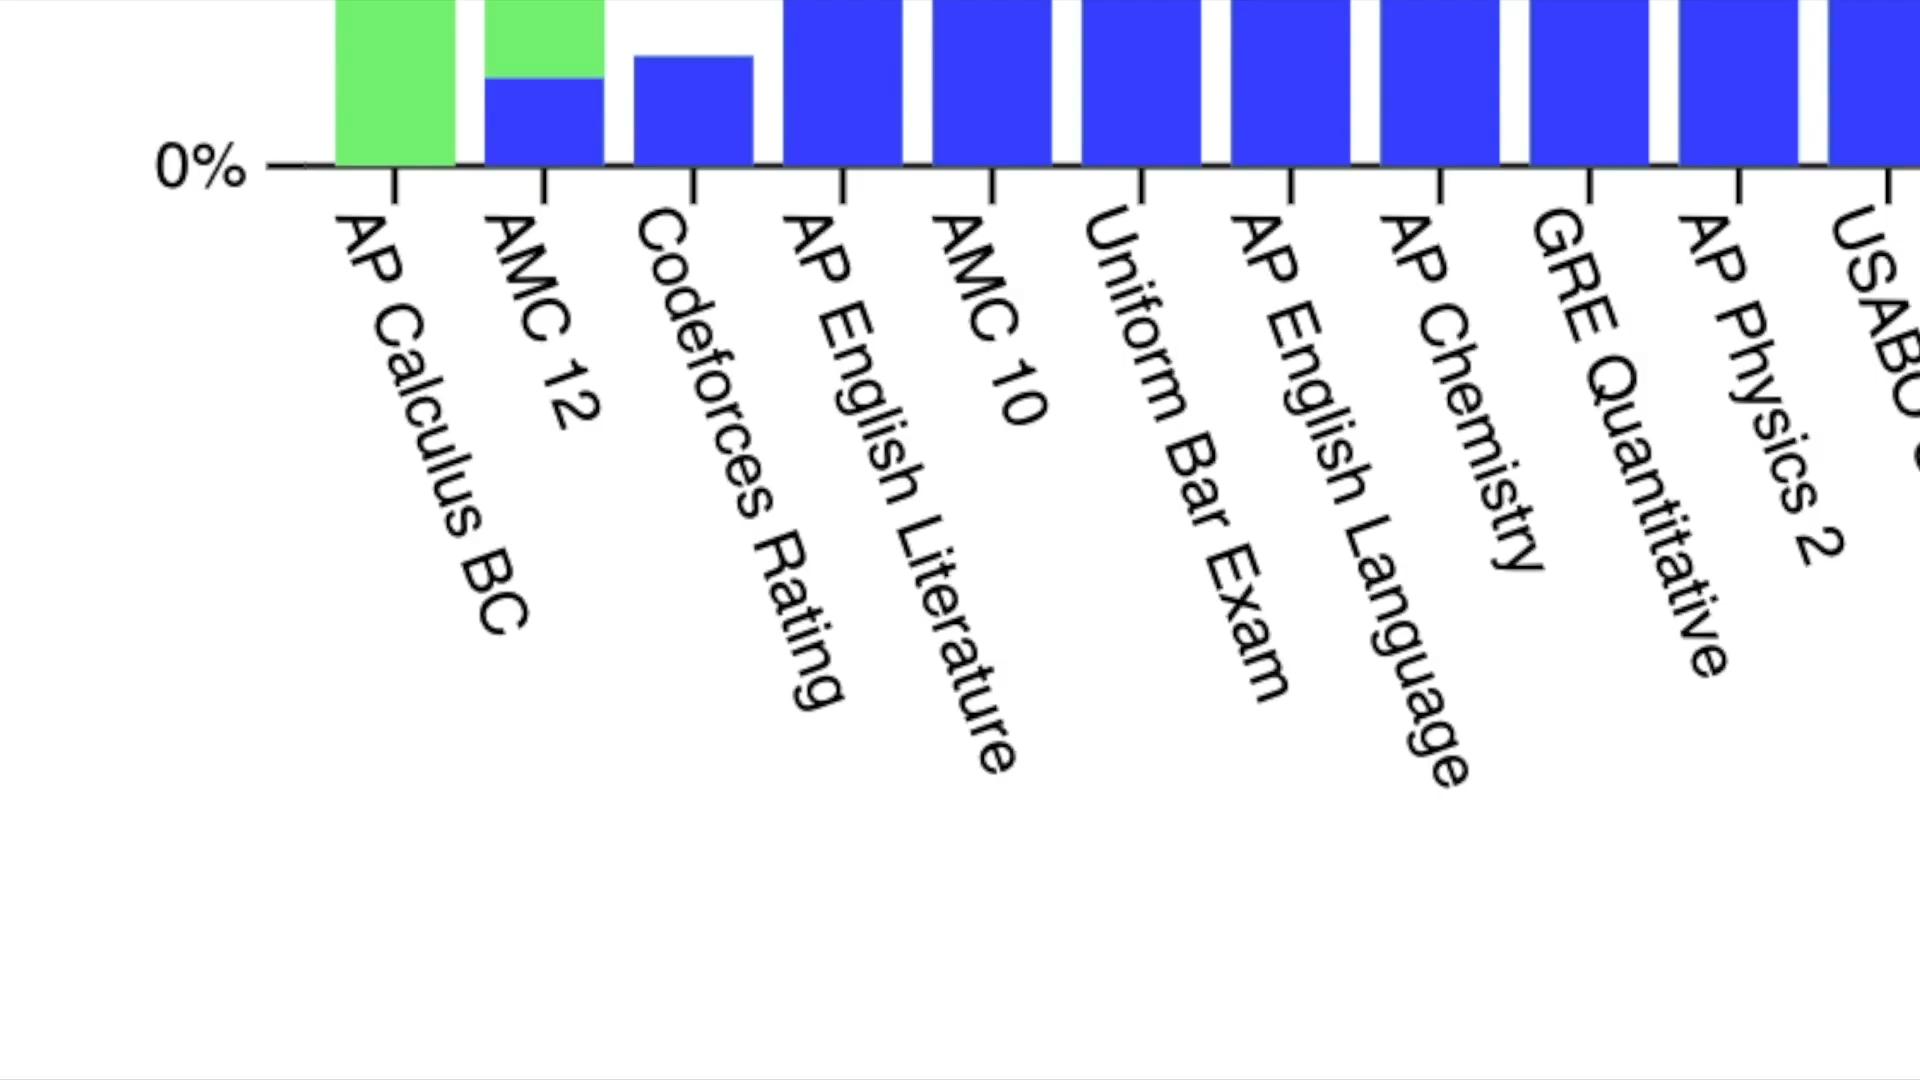 0%
AP Calculus BC
AMC 12
Codeforces Rating
AP English Literature
AMC 10
Uniform Bar Exam
AP English Language
AP Chemistry
GRE Quantitative
AP Physics 2
USABO